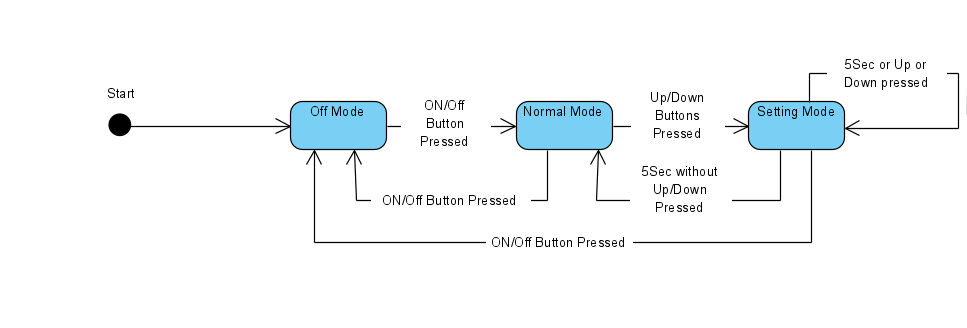 5Sec or Up or
Down pressed
Start
Off Mode
ON/Off
Button
Pressed
Normal Mode
Up/Down
Buttons
Pressed
Setting Mode
5Sec without
Up/Down
Pressed
ON/Off Button Pressed
ON/Off Button Pressed